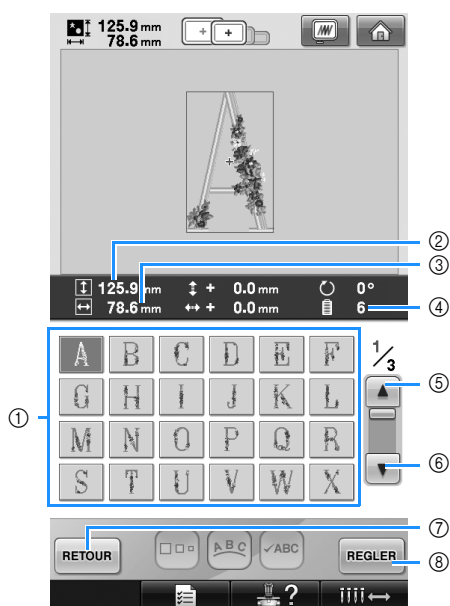 125.9 mm
78.6 mm
A
②
③
125.9 mm + 0.0 mm 0°
78.6 mm + 0.0 mm 6
④
①
A B C D E F
1/3
G H I J K L
⑤
M N O P Q R
S T U V W X
⑥
RETOUR ABC ✓ABC REGLER
⑦
⑧
?